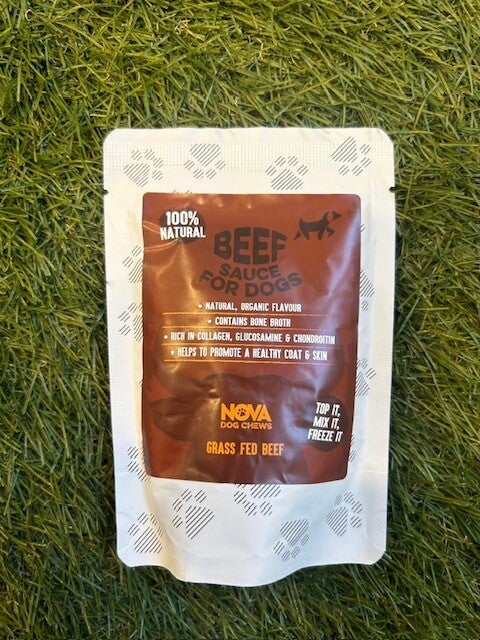 100%
NATURAL
BEEF
SAUCE
FOR DOGS
• NATURAL, ORGANIC FLAVOUR
• CONTAINS BONE BROTH
• RICH IN COLLAGEN, GLUCOSAMINE & CHONDROITIN
• HELPS TO PROMOTE A HEALTHY COAT & SKIN
NOVA
DOG CHEWS
GRASS FED BEEF
TOP IT,
MIX IT,
FREEZE IT